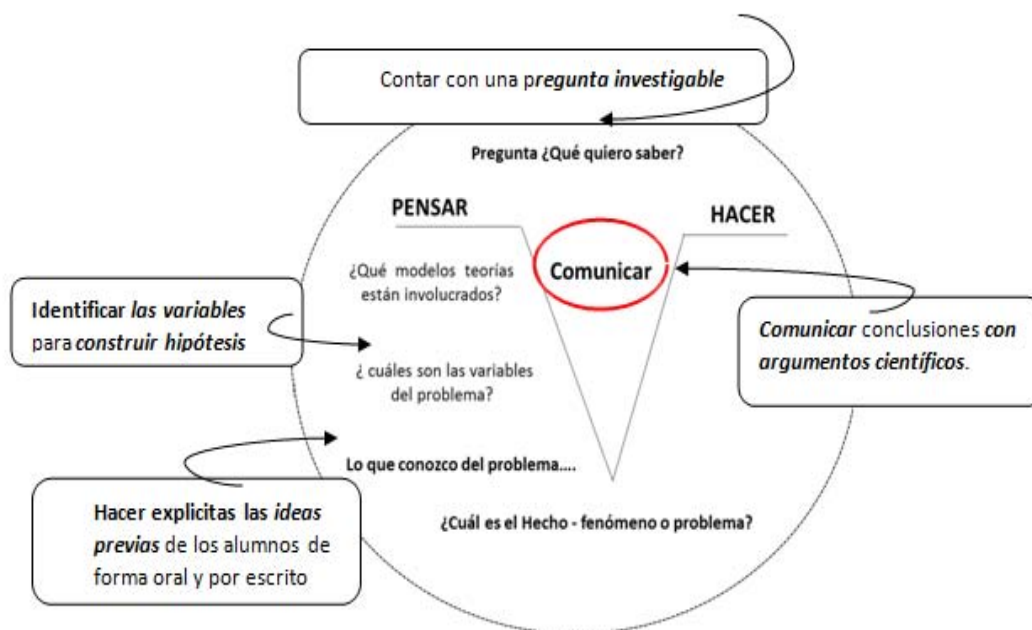 Contar con una pregunta investigable
Pregunta ¿Qué quiero saber?
PENSAR
HACER
Comunicar
¿Qué modelos teorías
están involucrados?
Identificar las variables
para construir hipótesis
¿ cuáles son las variables
del problema?
Comunicar conclusiones con
argumentos científicos.
Lo que conozco del problema....
Hacer explicitas las ideas
previas de los alumnos de
forma oral y por escrito
¿Cuál es el Hecho - fenómeno o problema?